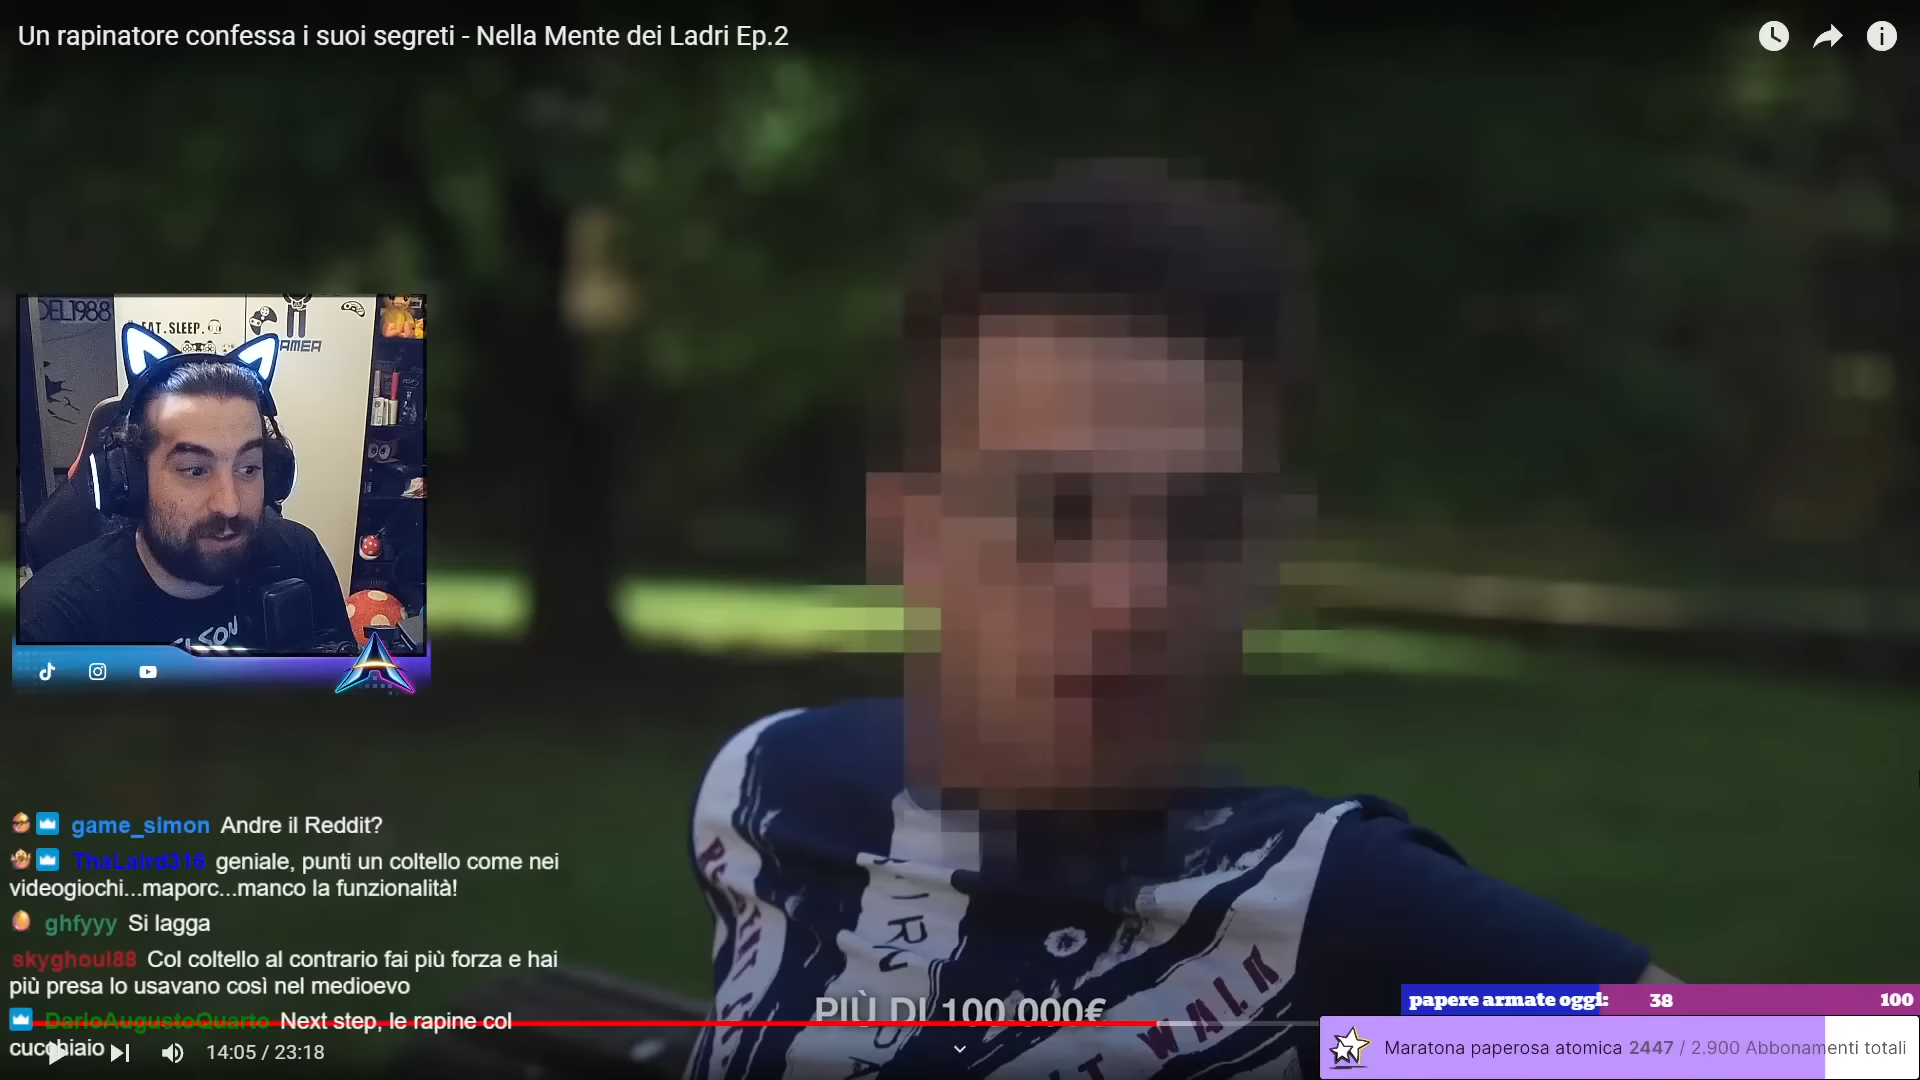 Un rapinatore confessa i suoi segreti - Nella Mente dei Ladri Ep.2
DEL1988
EAT.SLEEP.
GAMER
game_simon Andre il Reddit?
ThaLaird316 geniale, punti un coltello come nei
videogiochi...maporc...manco la funzionalità!
ghfyyy Si lagga
skyghoul88 Col coltello al contrario fai più forza e hai
più presa lo usavano così nel medioevo
DarioAugustoQuarto Next step, le rapine col
cucchiaio
14:05 / 23:18
PIÙ DI 100.000€
WALK
papere armate oggi: 38 100
Maratona paperosa atomica 2447 / 2.900 Abbonamenti totali